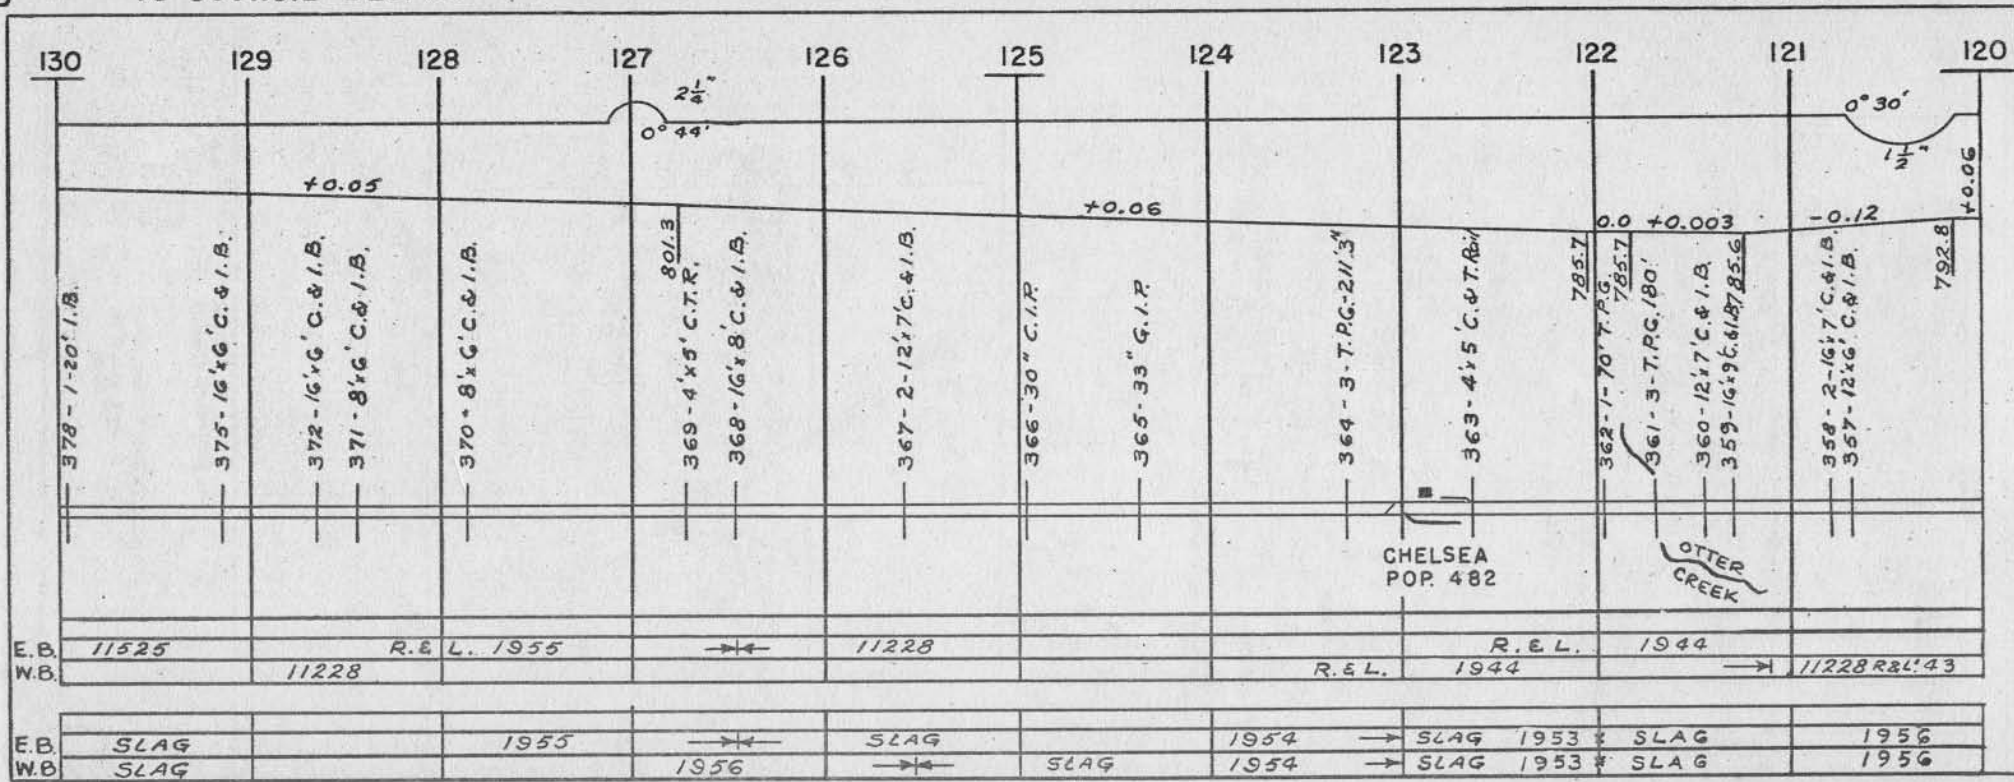 130 129 128 127 126 125 124 123 122 121 120
2 1/4"
0° 44'
0° 30'
1 1/2"
+0.05
+0.06
0.0 +0.003
-0.12
+0.06
801.3
785.7
785.7
785.6
792.8
378-1-20' I.B.
375-16'x6' C.& I.B.
372-16'x6' C.& I.B.
371-8'x6' C.& I.B.
370-8'x6' C.& I.B.
369-4'x5' C.T.R.
368-16'x8' C.& I.B.
367-2-12'x7' C.& I.B.
366-30" C.I.P.
365-33" G.I.P.
364-3-T.P.G.-211'.3"
363-4'x5' C.& T.Rail
362-1-70' T.P.G.
361-3-T.P.G. 180'
360-12'x7' C.& I.B.
359-16'x9' C.&I.B.
358-2-16'x7' C.& I.B.
357-12'x6' C.& I.B.
CHELSEA
POP. 482
OTTER
CREEK
E.B. 11525 R.& L. 1955 11228 R.& L. 1944
W.B. 11228 R.& L. 1944 11228 R&L '43
E.B. SLAG 1955 SLAG 1954 SLAG 1953 SLAG 1956
W.B SLAG 1956 SLAG 1954 SLAG 1953 SLAG 1956